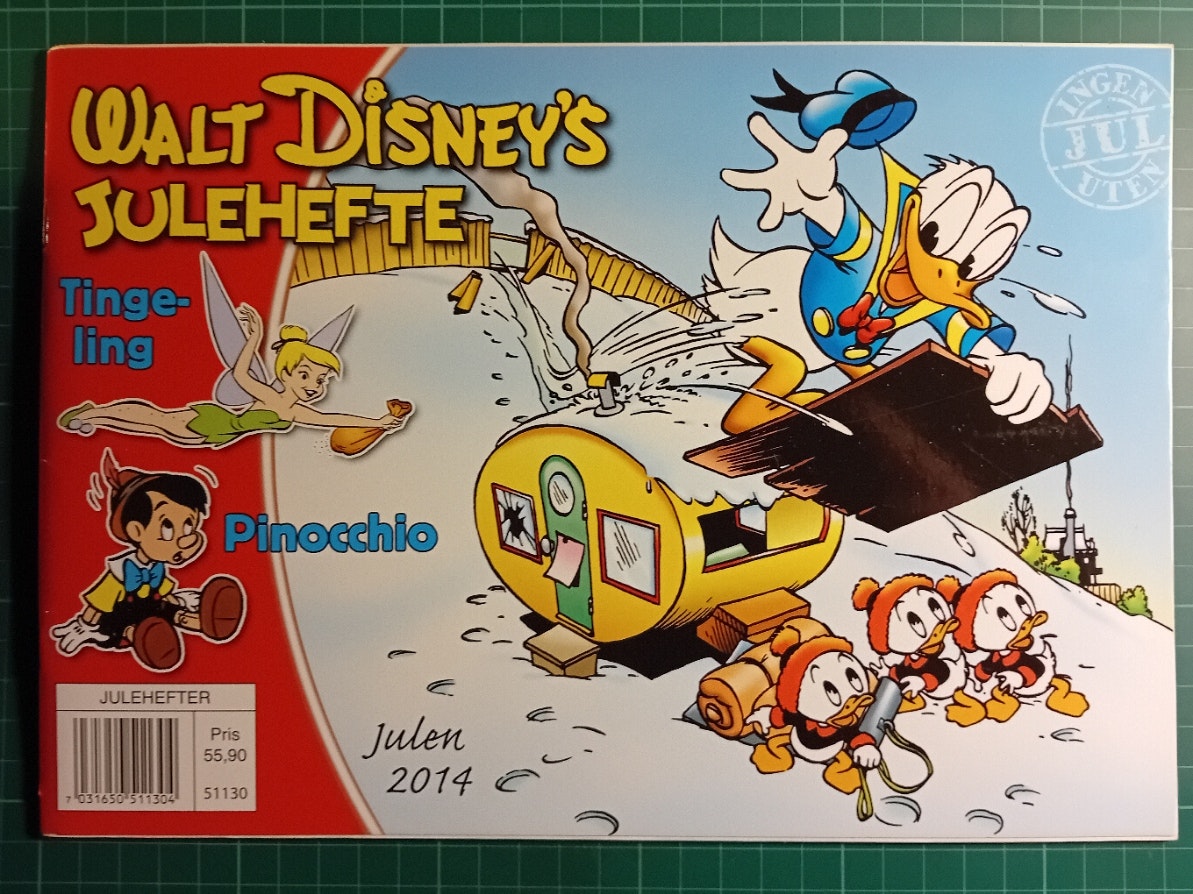 WALT DISNEY'S
JULEHEFTE
Tinge-
ling
Pinocchio
INGEN
JUL
UTEN
Julen
2014
JULEHEFTER
Pris
55,90
51130
7 031650 511304